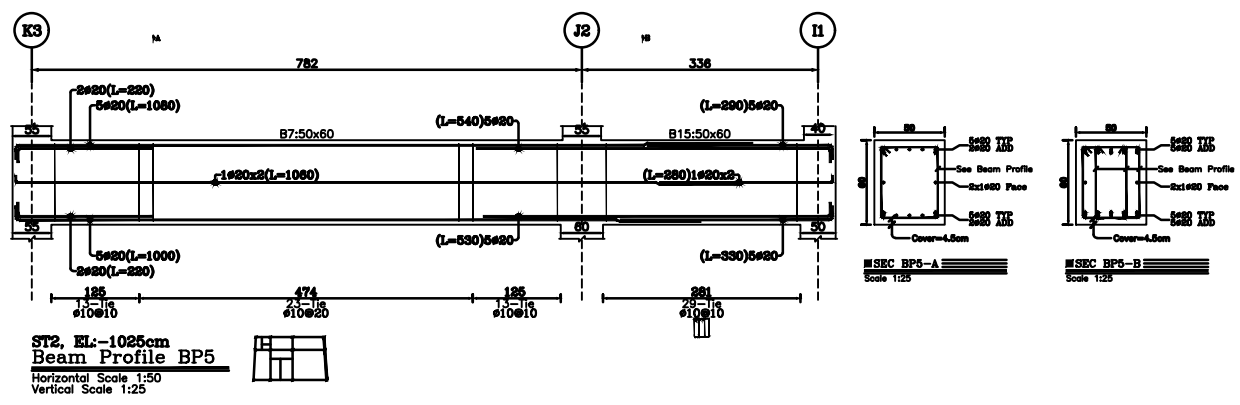 K3
J2
I1
A
B
782
336
2ø20(L=220)
5ø20(L=1080)
(L=540)5ø20
(L=290)5ø20
55
B7:50x60
55
B15:50x60
40
1ø20x2(L=1060)
(L=280)1ø20x2
55
60
50
5ø20(L=1000)
2ø20(L=220)
(L=530)5ø20
(L=330)5ø20
125
474
125
281
13-Tie
23-Tie
13-Tie
29-Tie
ø10@10
ø10@20
ø10@10
ø10@10
ST2, EL:-1025cm
Beam Profile BP5
Horizontal Scale 1:50
Vertical Scale 1:25
50
60
5ø20 TYP
2ø20 ADD
See Beam Profile
2x1ø20 Face
5ø20 TYP
2ø20 ADD
Cover=4.5cm
SEC BP5-A
Scale 1:25
50
60
5ø20 TYP
5ø20 ADD
See Beam Profile
2x1ø20 Face
5ø20 TYP
5ø20 ADD
Cover=4.5cm
SEC BP5-B
Scale 1:25